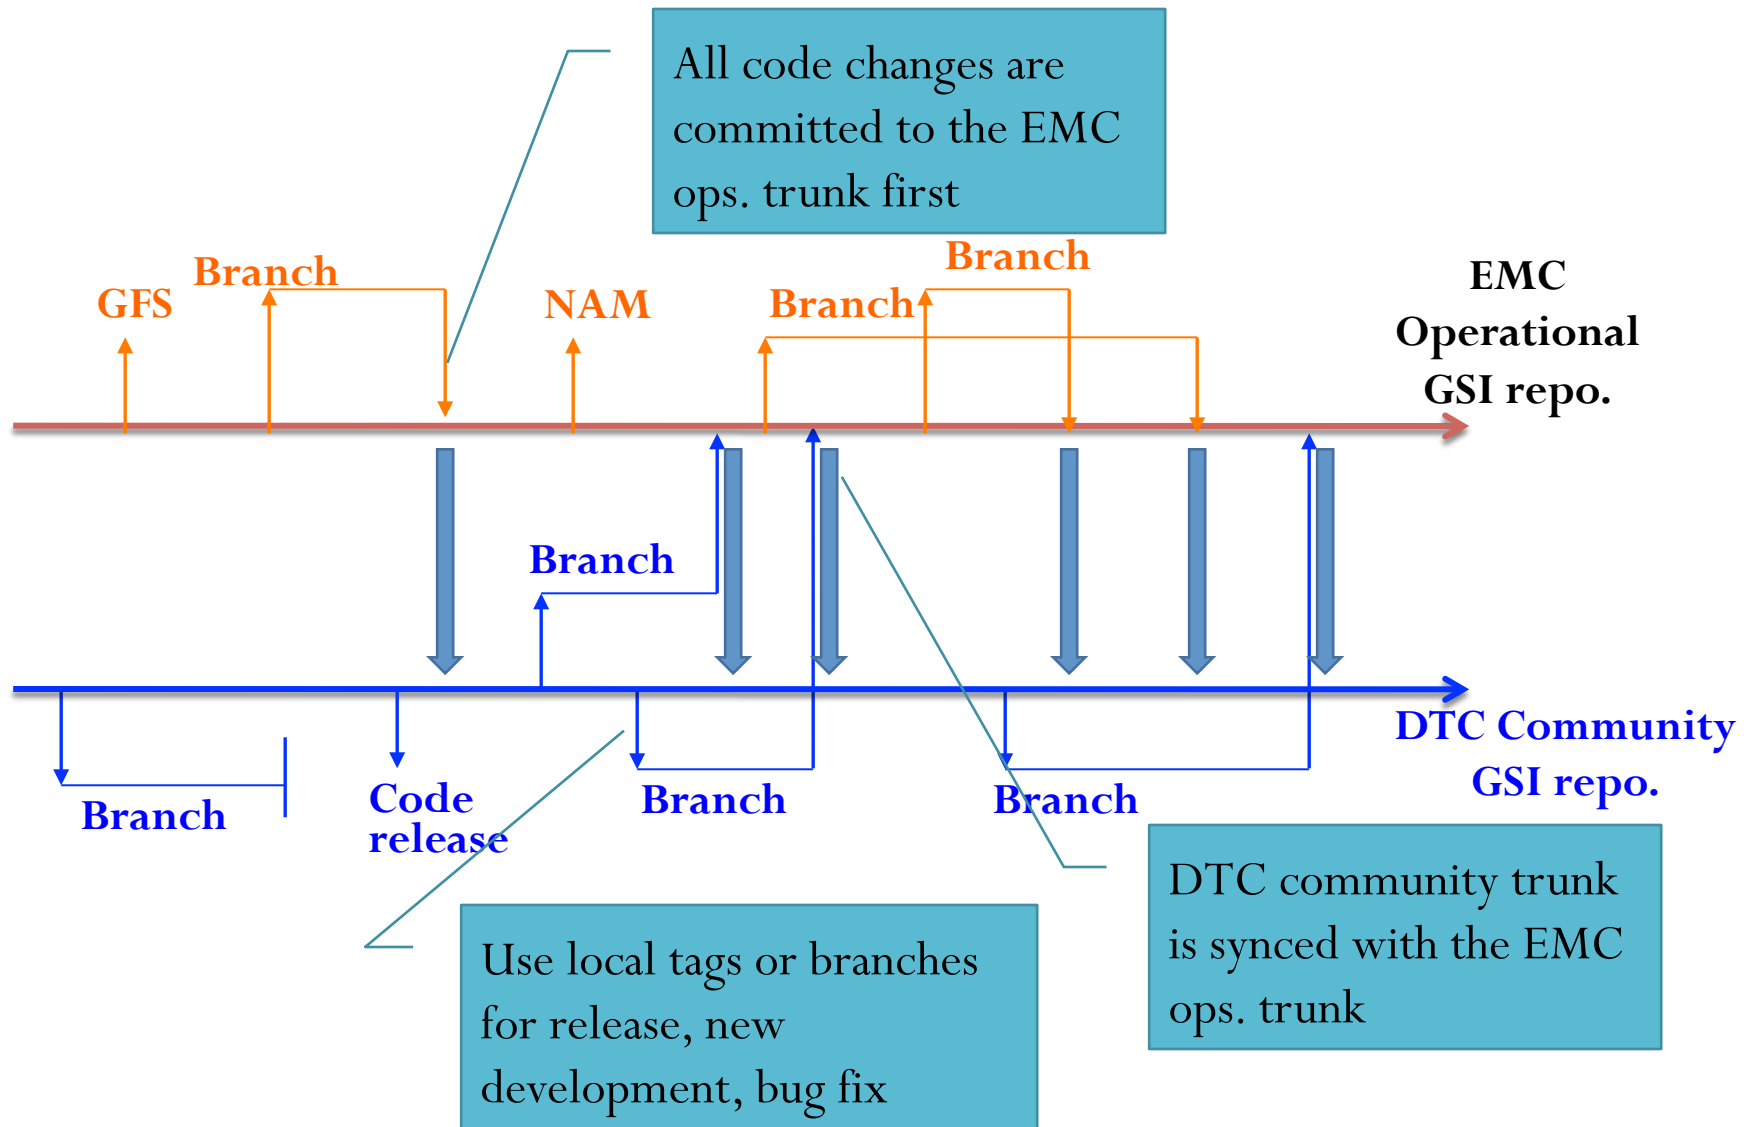 All code changes are
committed to the EMC
ops. trunk first
Branch
Branch
GFS
NAM
Branch
EMC
Operational
GSI repo.
Branch
DTC Community
GSI repo.
Branch
Code
release
Branch
Branch
Use local tags or branches
for release, new
development, bug fix
DTC community trunk
is synced with the EMC
ops. trunk